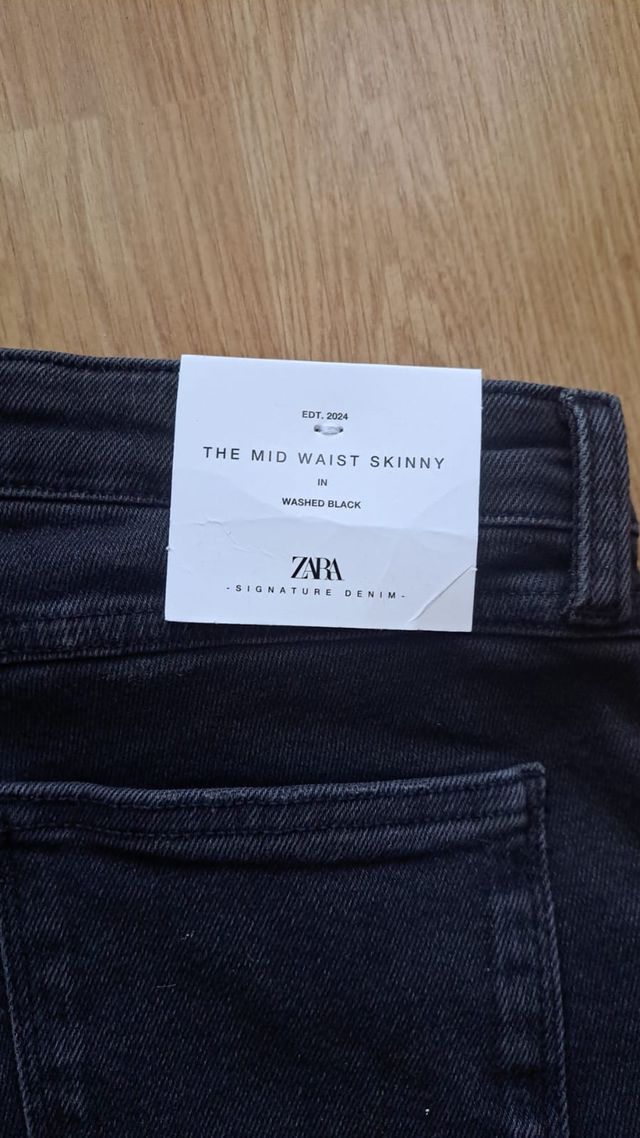 EDT. 2024
THE MID WAIST SKINNY
IN
WASHED BLACK
ZARA
- SIGNATURE DENIM -